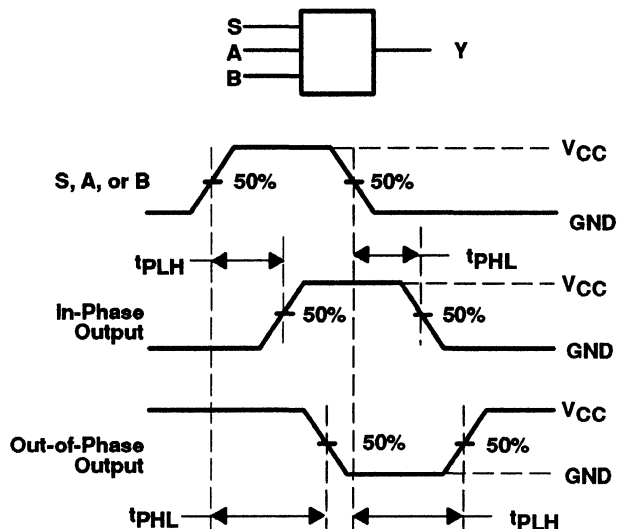 S
A
B
Y
VCC
S, A, or B
50%
50%
GND
tPLH
tPHL
VCC
In-Phase
Output
50%
50%
GND
VCC
Out-of-Phase
Output
50%
50%
GND
tPHL
tPLH